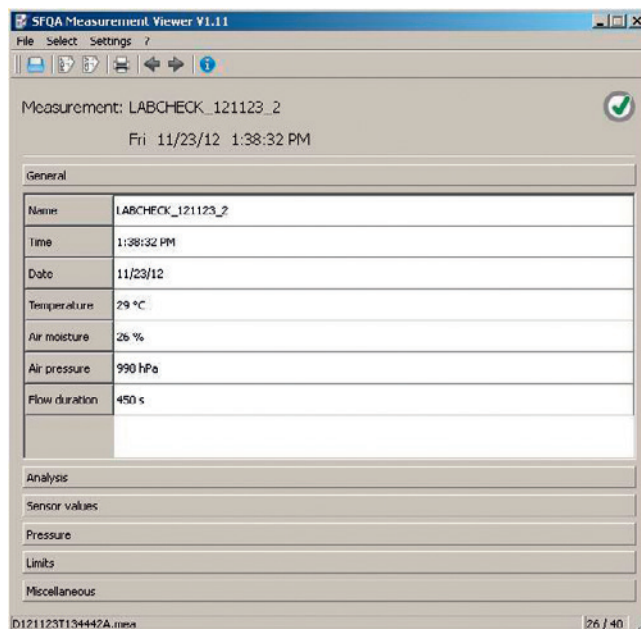 SFQA Measurement Viewer V1.11
File Select Settings ?
Measurement: LABCHECK_121123_2
Fri 11/23/12 1:38:32 PM
General
Name LABCHECK_121123_2
Time 1:38:32 PM
Date 11/23/12
Temperature 29 °C
Air moisture 26 %
Air pressure 990 hPa
Flow duration 450 s
Analysis
Sensor values
Pressure
Limits
Miscellaneous
D121123T134442A.mea 26 / 40